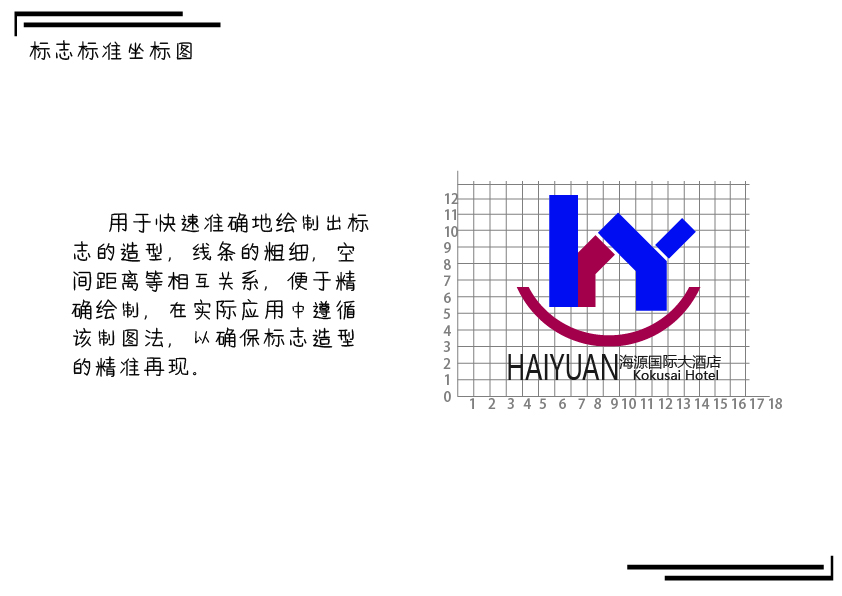 标志标准坐标图
用于快速准确地绘制出标
志的造型，线条的粗细，空
间距离等相互关系，便于精
确绘制，在实际应用中遵循
该制图法，以确保标志造型
的精准再现。
12
11
10
9
8
7
6
5
4
3
2
1
0
hy
HAIYUAN 海源国际大酒店
Kokusai Hotel
1 2 3 4 5 6 7 8 9 10 11 12 13 14 15 16 17 18